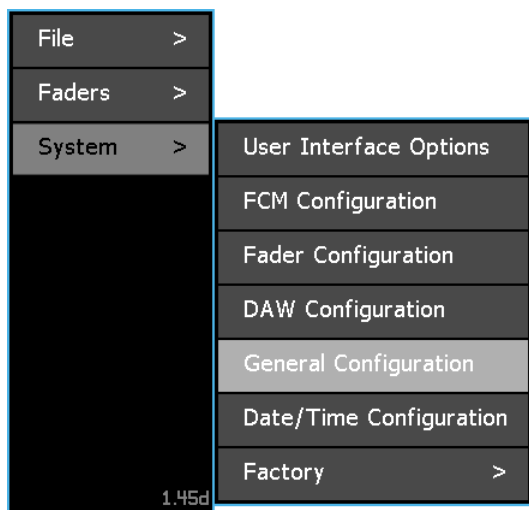 File >
Faders >
System >
User Interface Options
FCM Configuration
Fader Configuration
DAW Configuration
General Configuration
Date/Time Configuration
Factory >
1.45d